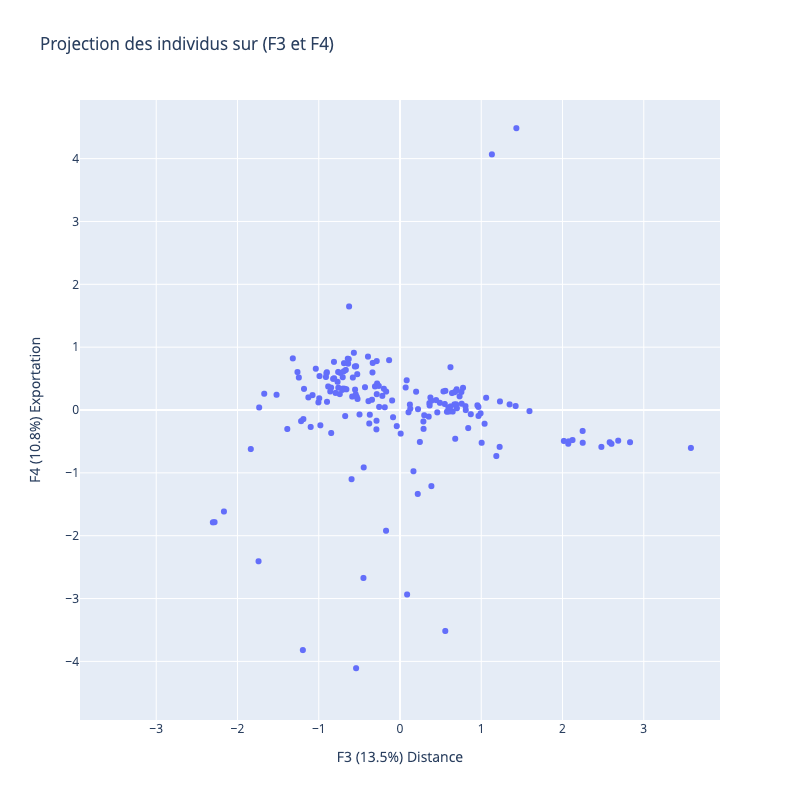 Projection des individus sur (F3 et F4)
4
3
2
1
0
−1
−2
−3
−4
F4 (10.8%) Exportation
−3 −2 −1 0 1 2 3
F3 (13.5%) Distance